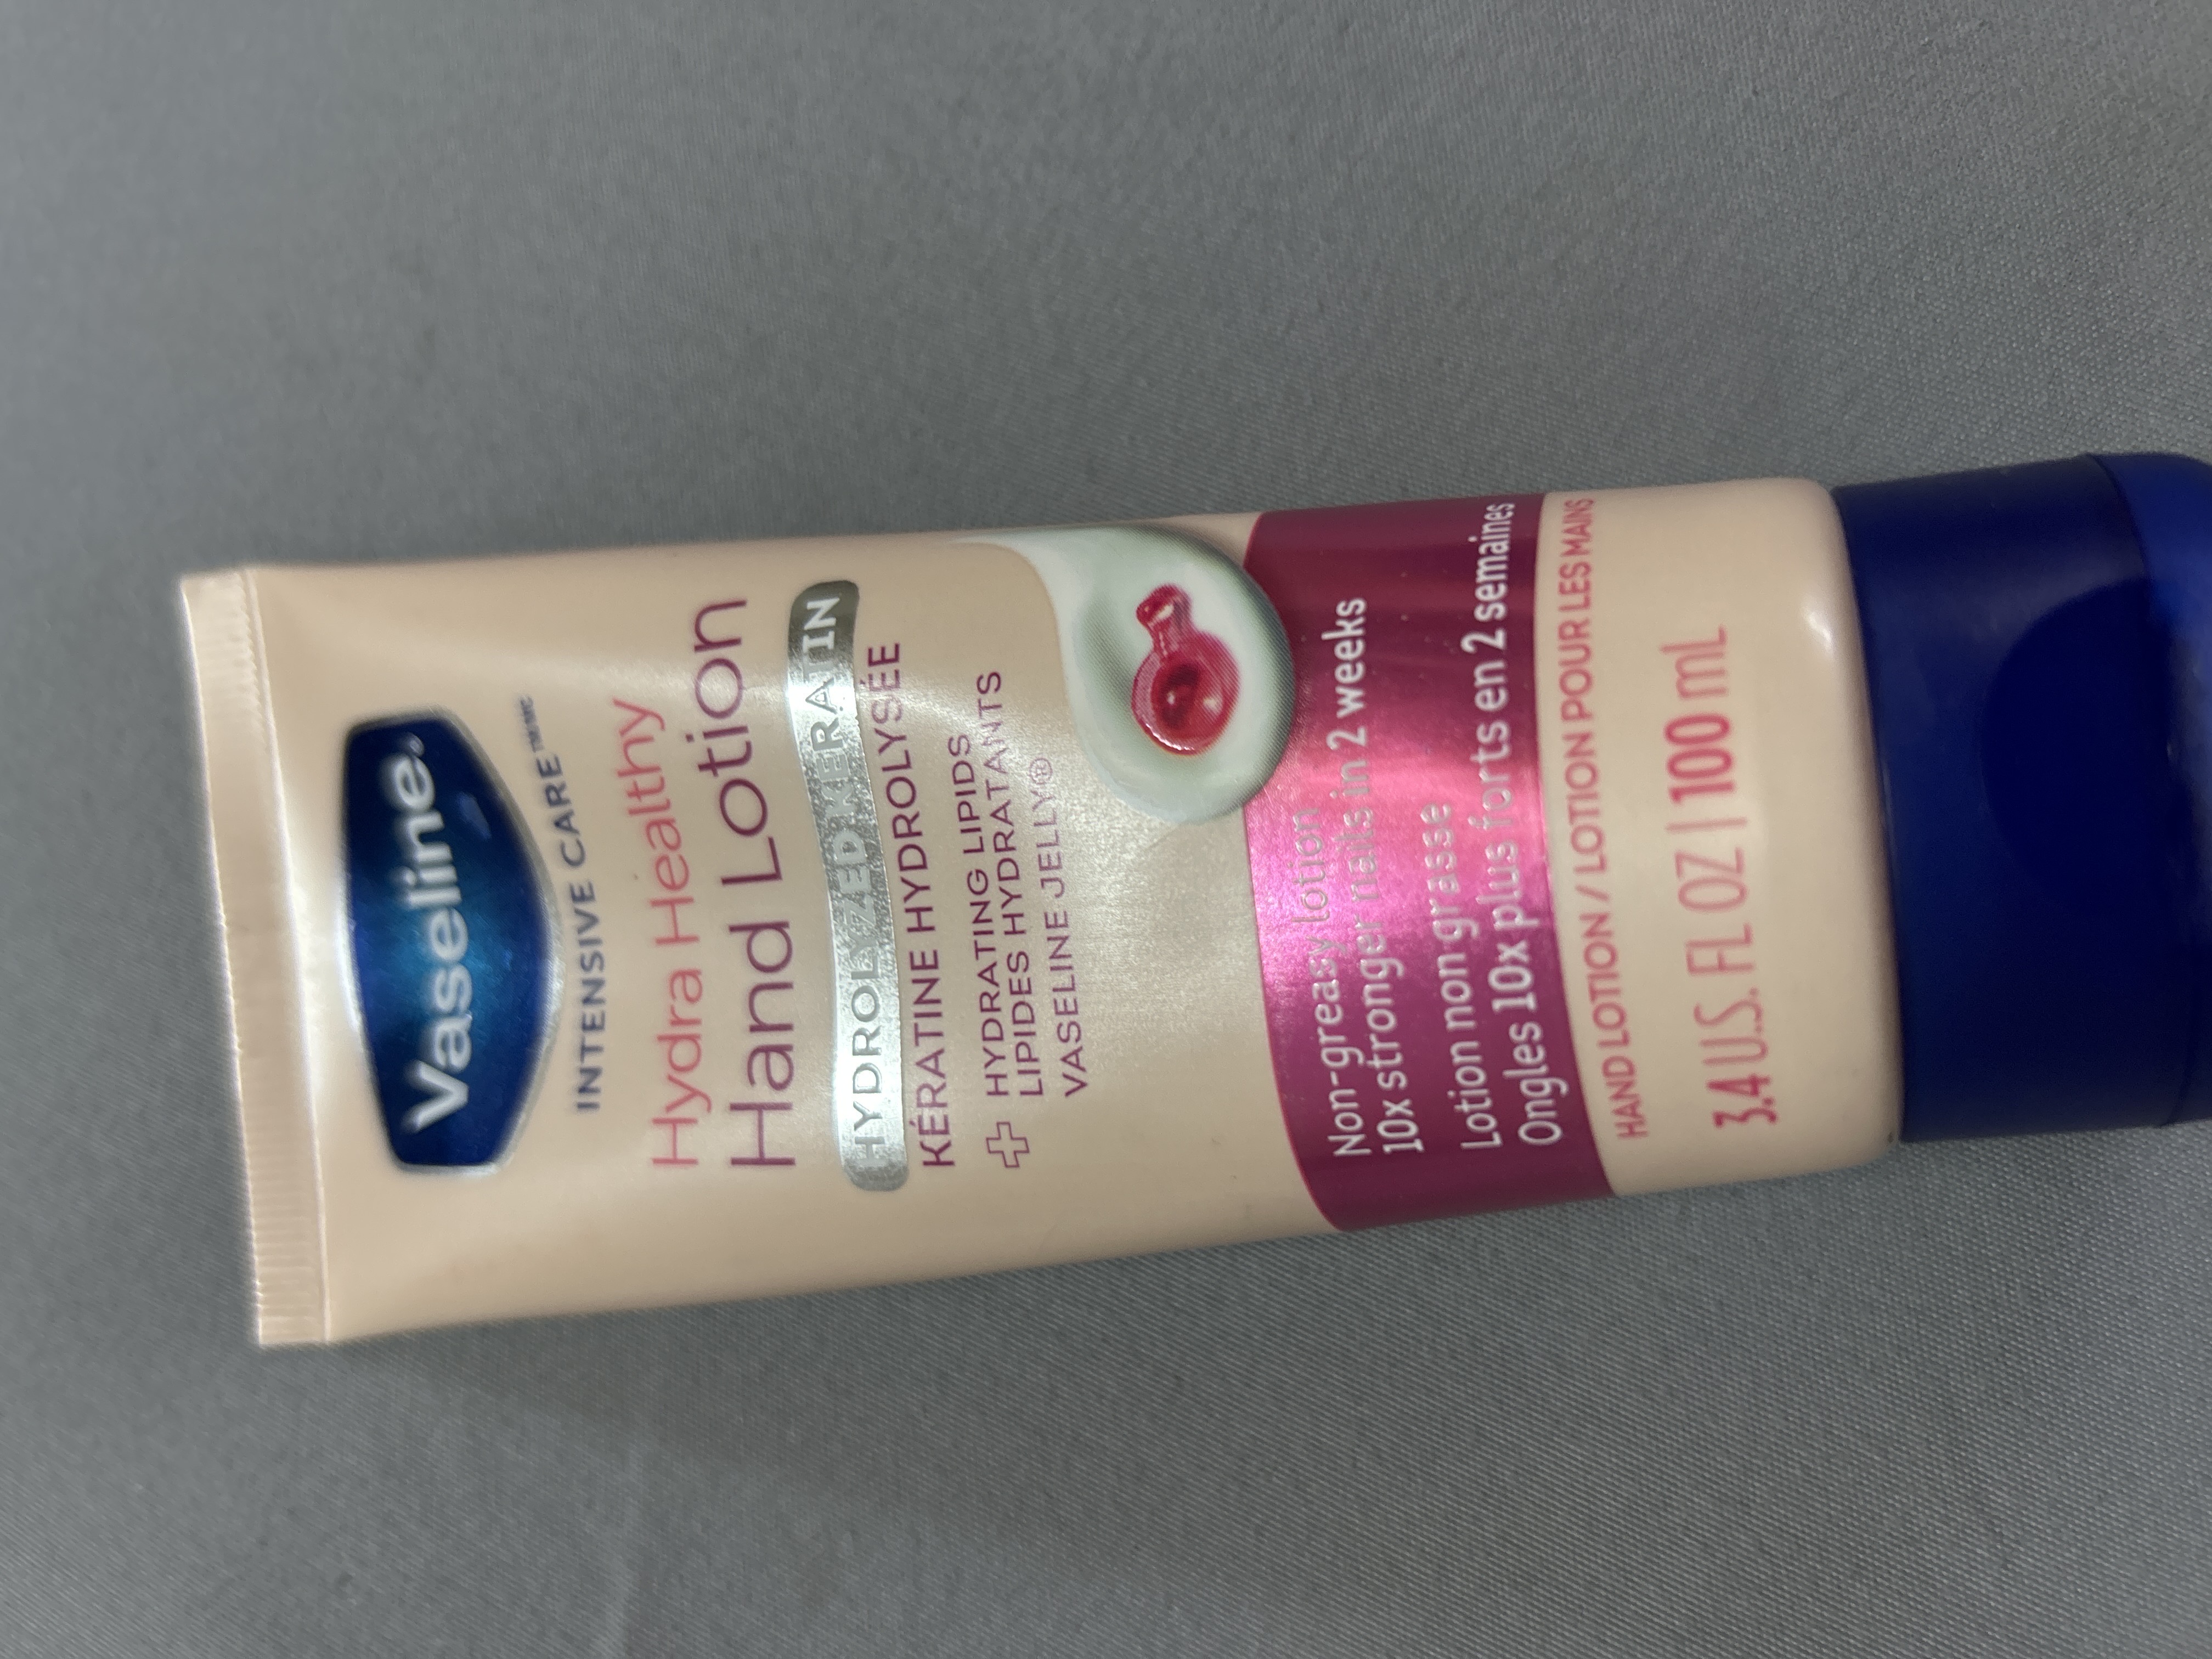 Vaseline®
INTENSIVE CARE™/MC
Hydra Healthy
Hand Lotion
HYDROLYZED KERATIN
KÉRATINE HYDROLYSÉE
HYDRATING LIPIDS
LIPIDES HYDRATANTS
VASELINE JELLY®
Non-greasy lotion
10x stronger nails in 2 weeks
Lotion non grasse
Ongles 10x plus forts en 2 semaines
HAND LOTION / LOTION POUR LES MAINS
3.4 U.S. FL OZ | 100 mL